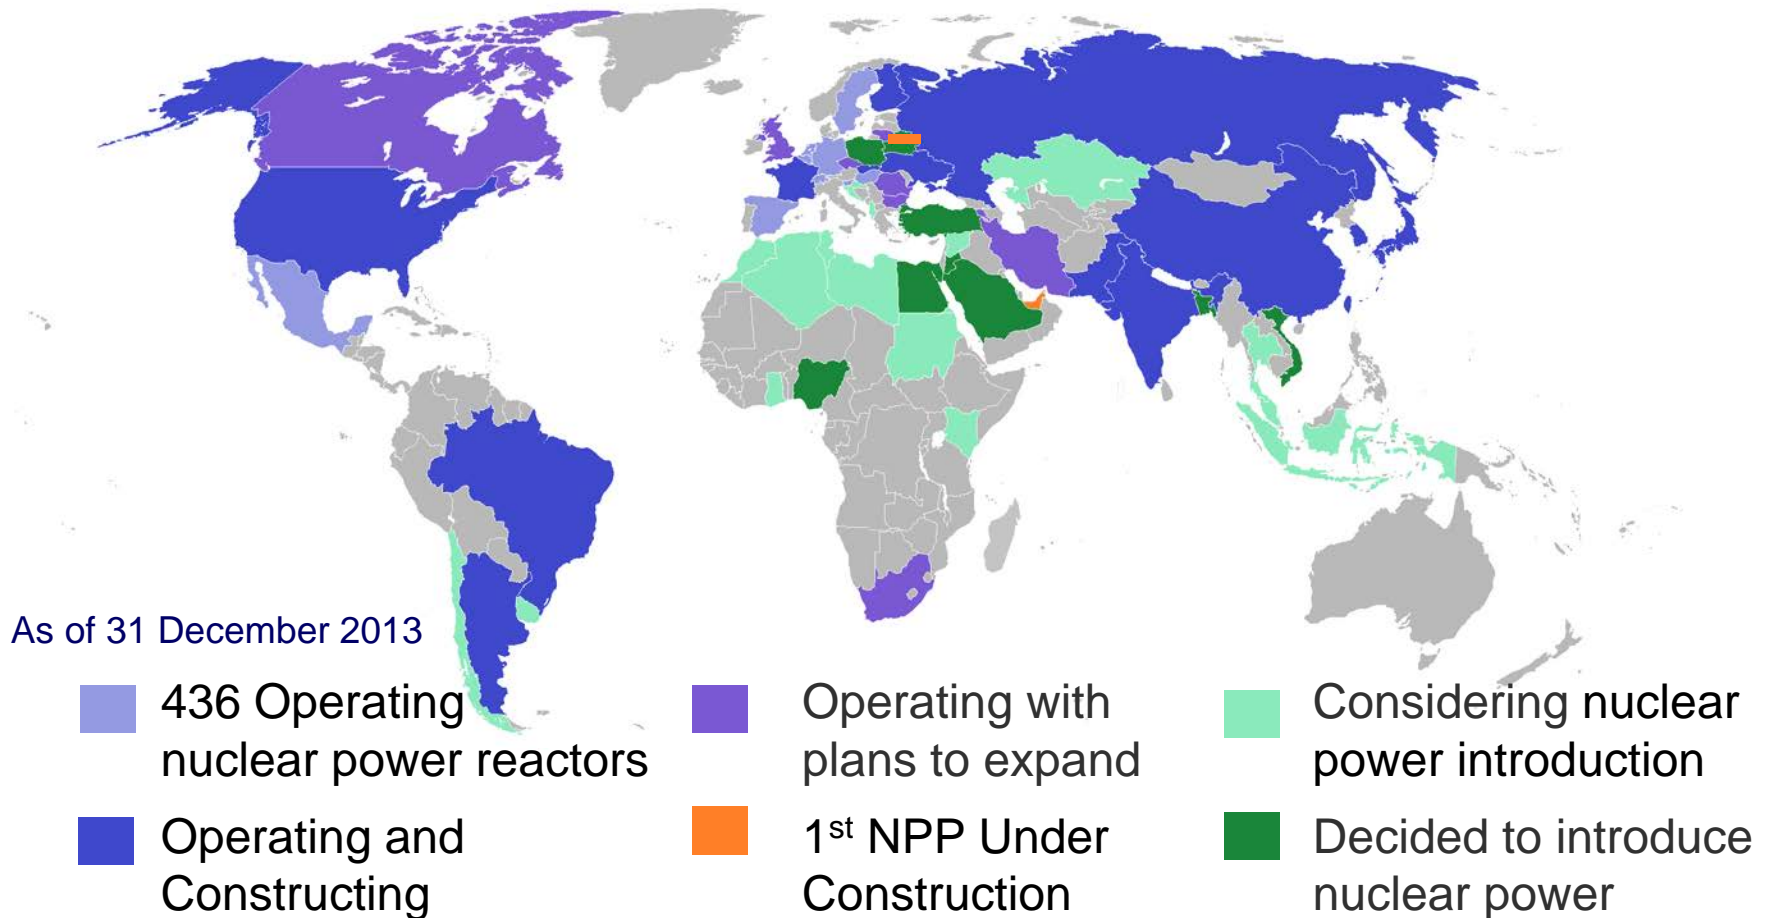 As of 31 December 2013
436 Operating
nuclear power reactors
Operating and
Constructing
Operating with
plans to expand
1st NPP Under
Construction
Considering nuclear
power introduction
Decided to introduce
nuclear power